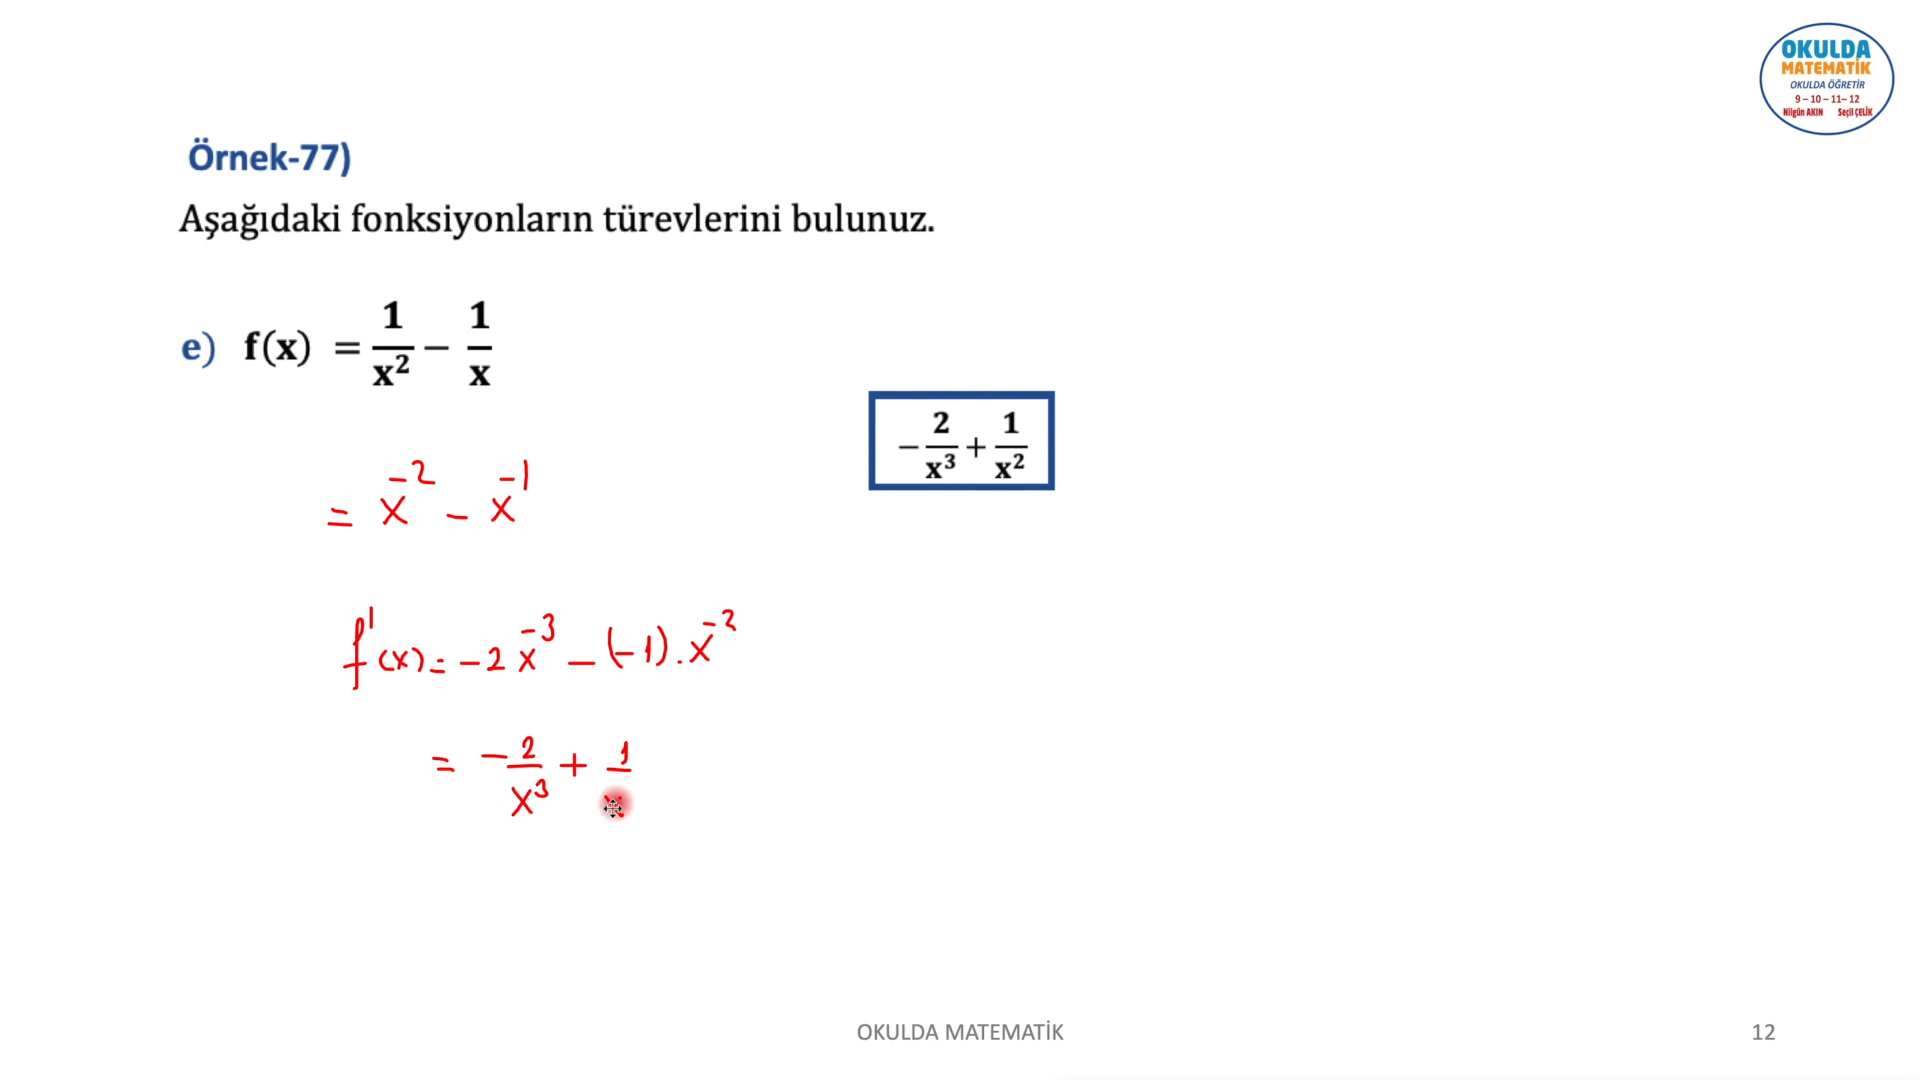 OKULDA
MATEMATİK
OKULDA ÖĞRETİR
9 – 10 – 11– 12
Nilgün AKIN Seçil ÇELİK
Örnek-77)
Aşağıdaki fonksiyonların türevlerini bulunuz.
e) f(x) = 1/x² − 1/x
−2/x³ + 1/x²
= x⁻² − x⁻¹
f'(x) = −2x⁻³ − (−1).x⁻²
= −2/x³ + 1/
OKULDA MATEMATİK
12